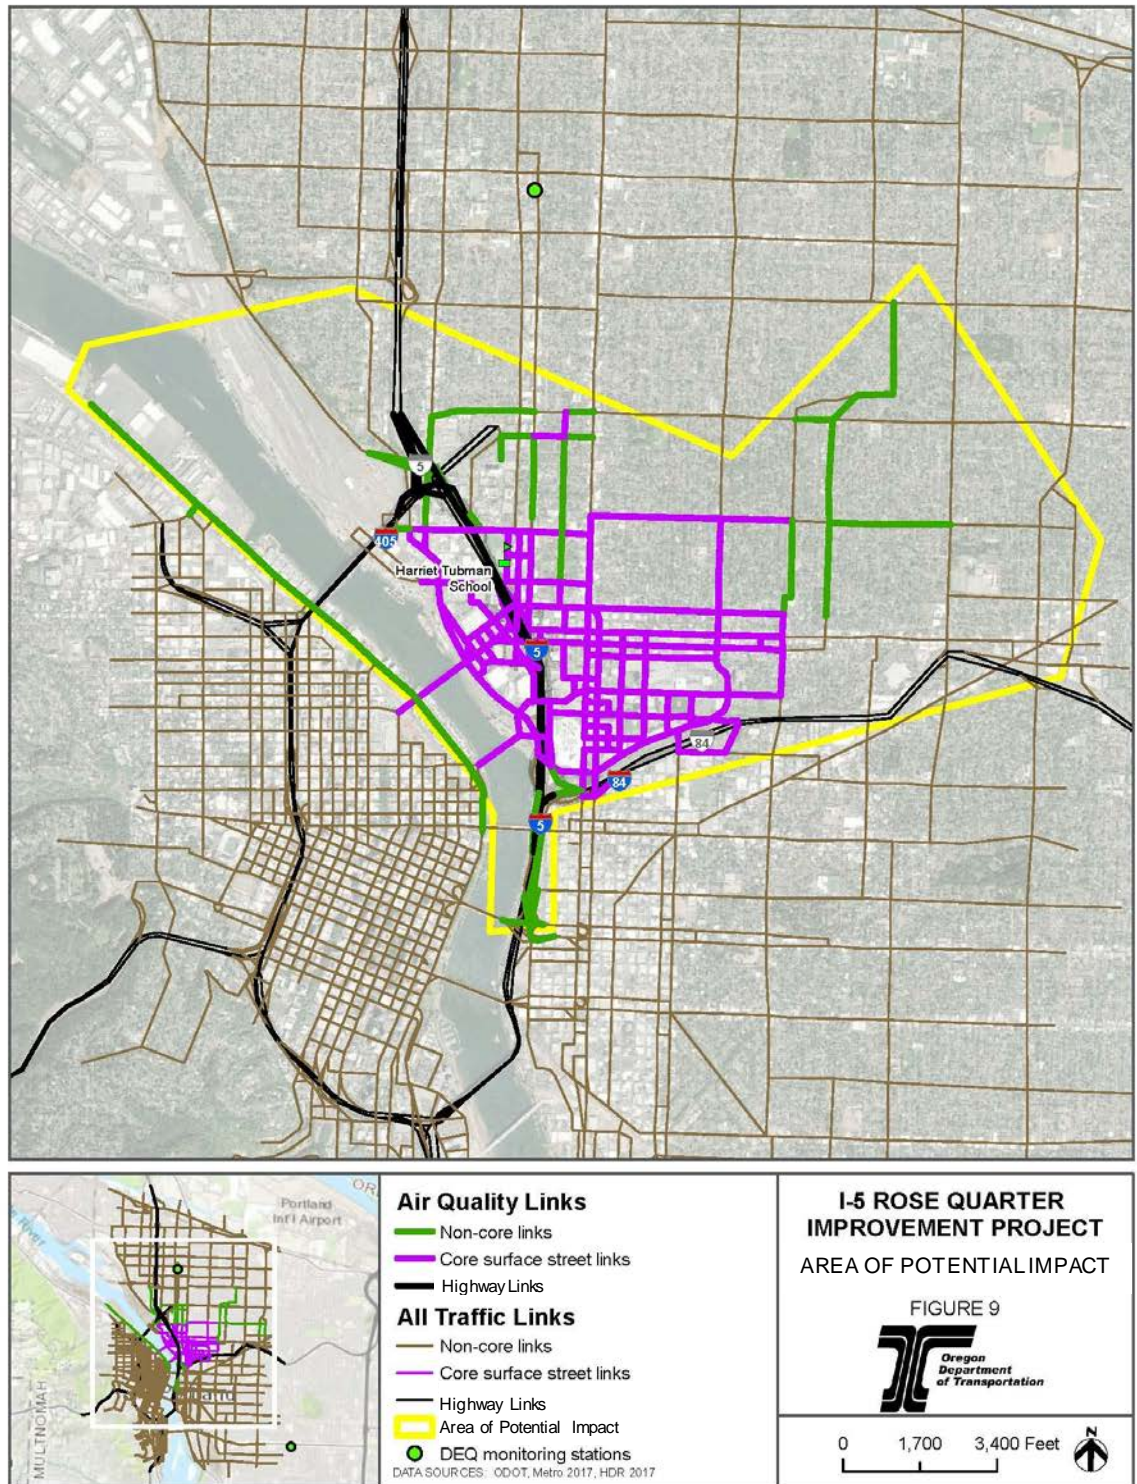 5
405
Harriet Tubman
School
5
84
84
5
Portland
Int'l Airport
MULTNOMAH
Air Quality Links
Non-core links
Core surface street links
Highway Links
All Traffic Links
Non-core links
Core surface street links
Highway Links
Area of Potential Impact
DEQ monitoring stations
DATA SOURCES: ODOT, Metro 2017, HDR 2017
I-5 ROSE QUARTER
IMPROVEMENT PROJECT
AREA OF POTENTIAL IMPACT
FIGURE 9
Oregon
Department
of Transportation
0 1,700 3,400 Feet
N